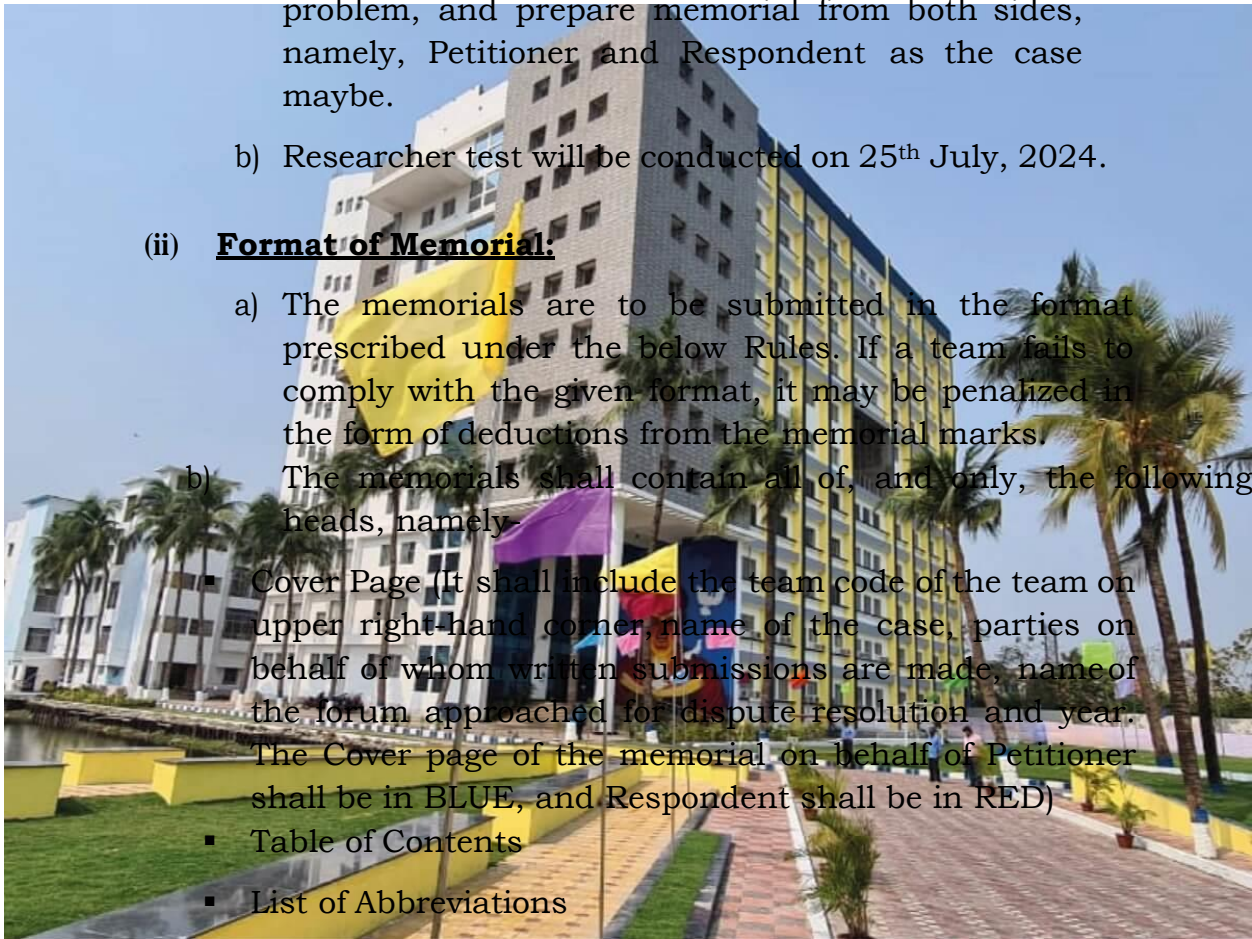 problem, and prepare memorial from both sides,
namely, Petitioner and Respondent as the case
maybe.
b) Researcher test will be conducted on 25th July, 2024.
(ii) Format of Memorial:
a) The memorials are to be submitted in the format
prescribed under the below Rules. If a team fails to
comply with the given format, it may be penalized in
the form of deductions from the memorial marks.
b) The memorials shall contain all of, and only, the following
heads, namely-
▪ Cover Page (It shall include the team code of the team on
upper right-hand corner, name of the case, parties on
behalf of whom written submissions are made, name of
the forum approached for dispute resolution and year.
The Cover page of the memorial on behalf of Petitioner
shall be in BLUE, and Respondent shall be in RED)
▪ Table of Contents
▪ List of Abbreviations